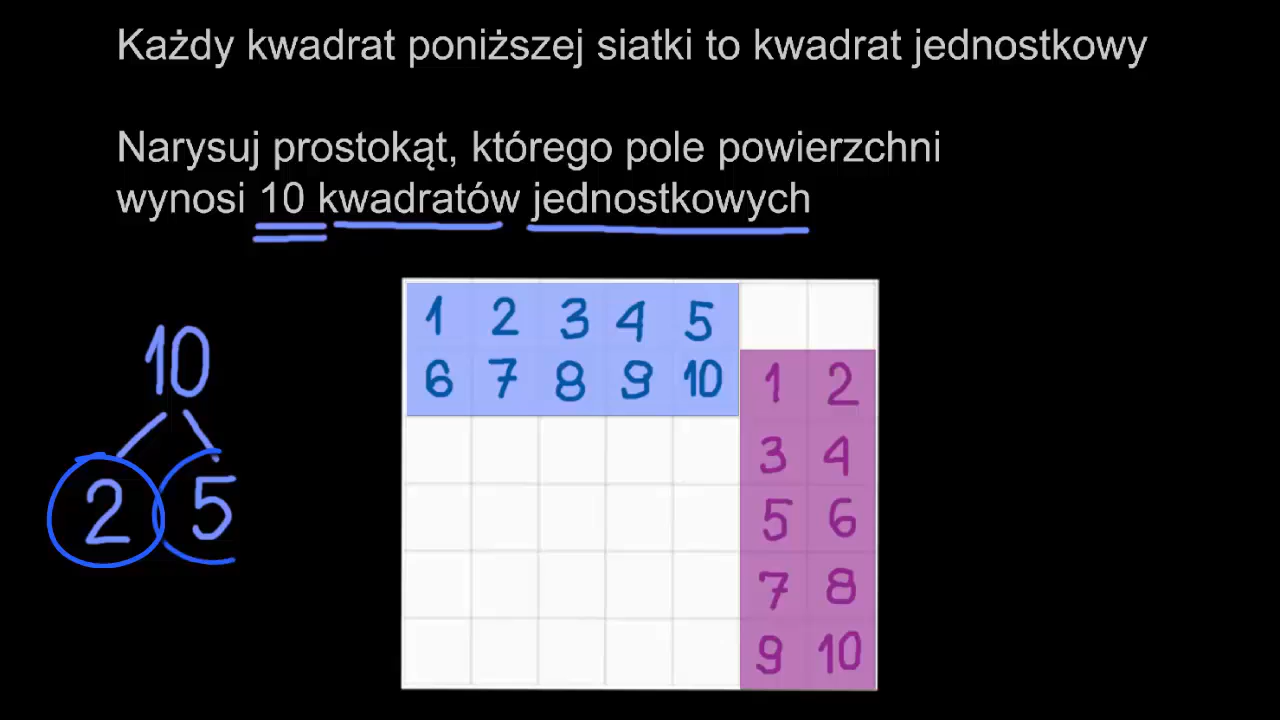 Każdy kwadrat poniższej siatki to kwadrat jednostkowy
Narysuj prostokąt, którego pole powierzchni
wynosi 10 kwadratów jednostkowych
10
2 5
1 2 3 4 5
6 7 8 9 10
1 2
3 4
5 6
7 8
9 10